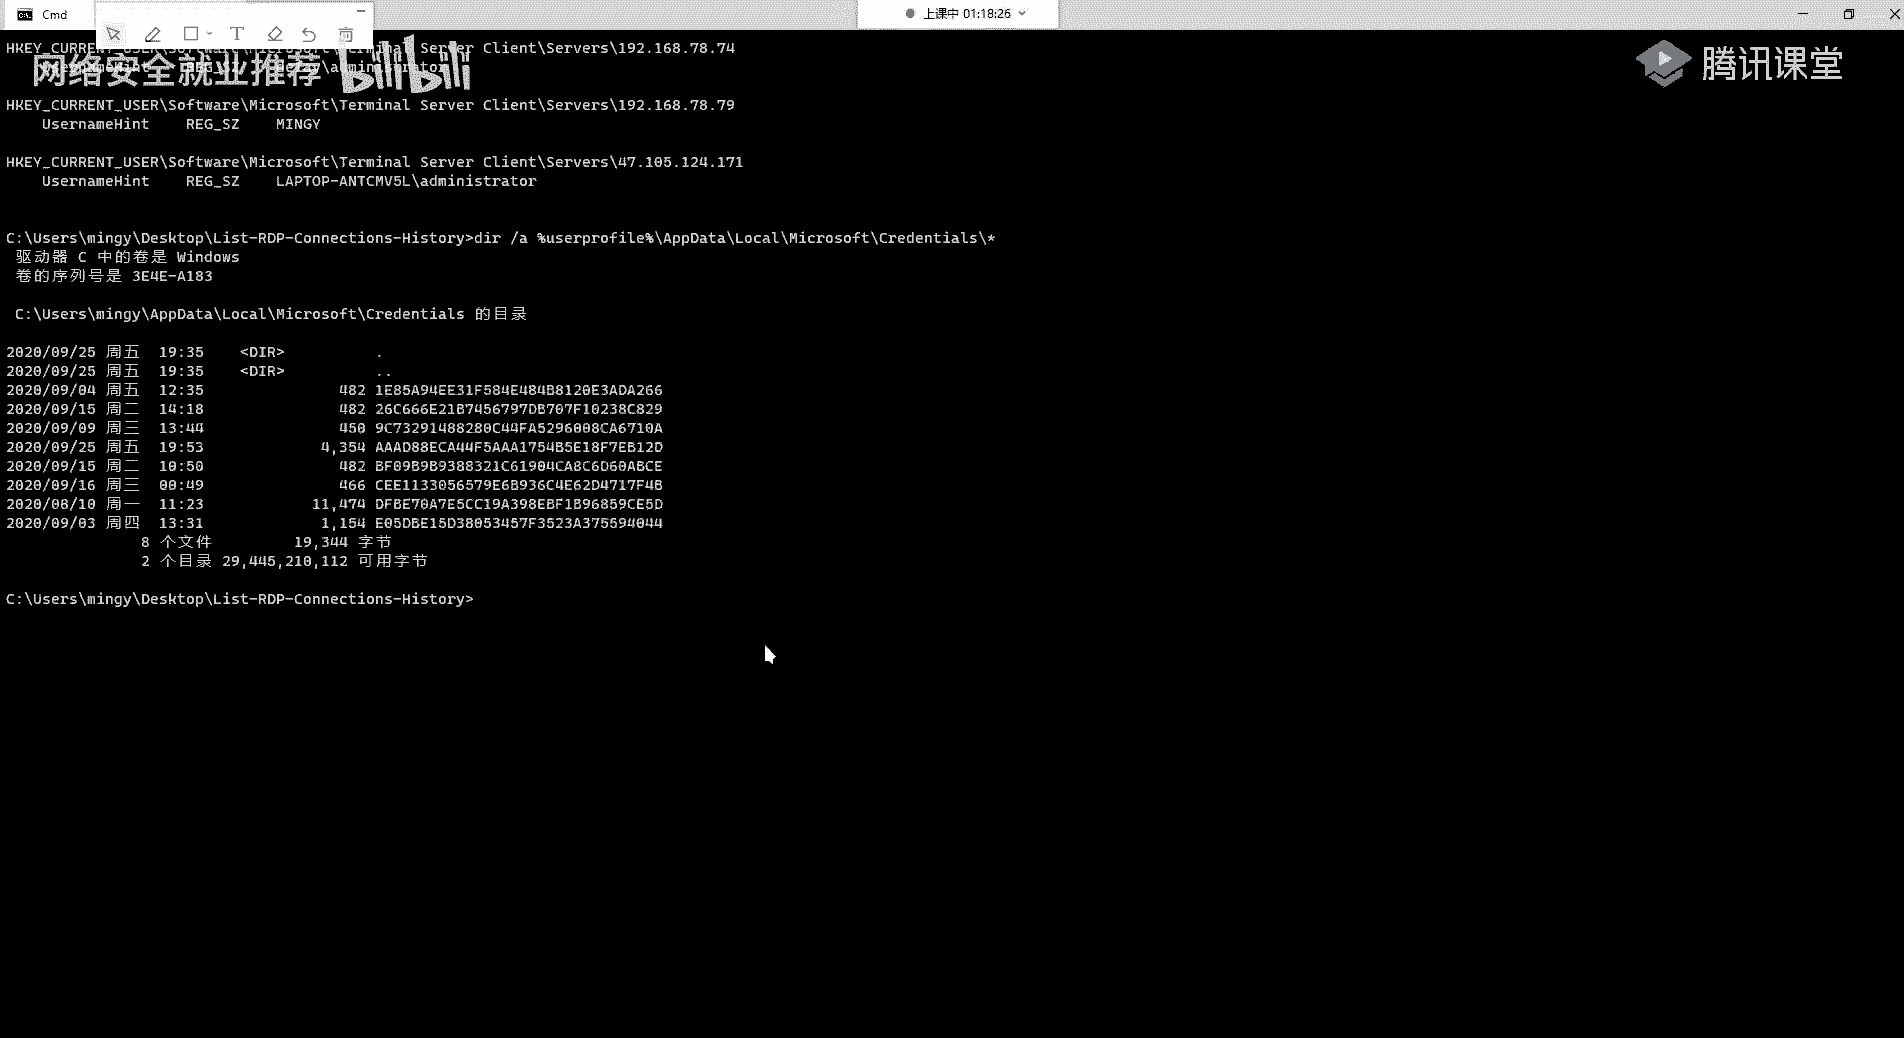 Cmd
上课中 01:18:26
T
HKEY_CURRENT_USER\Software\Microsoft\Terminal Server Client\Servers\192.168.78.74
UsernameHint    REG_SZ    \administrator
网络安全就业推荐 bilibili
腾讯课堂
HKEY_CURRENT_USER\Software\Microsoft\Terminal Server Client\Servers\192.168.78.79
UsernameHint    REG_SZ    MINGY
HKEY_CURRENT_USER\Software\Microsoft\Terminal Server Client\Servers\47.105.124.171
UsernameHint    REG_SZ    LAPTOP-ANTCMV5L\administrator
C:\Users\mingy\Desktop\List-RDP-Connections-History>dir /a %userprofile%\AppData\Local\Microsoft\Credentials\*
驱动器 C 中的卷是 Windows
卷的序列号是 3E4E-A183
C:\Users\mingy\AppData\Local\Microsoft\Credentials 的目录
2020/09/25 周五  19:35    <DIR>          .
2020/09/25 周五  19:35    <DIR>          ..
2020/09/04 周五  12:35               482 1E85A94EE31F584E484B8120E3ADA266
2020/09/15 周二  14:18               482 26C666E21B7456797DB707F10238C829
2020/09/09 周三  13:44               450 9C73291488280C44FA5296008CA6710A
2020/09/25 周五  19:53             4,354 AAAD88ECA44F5AAA1754B5E18F7EB12D
2020/09/15 周二  10:50               482 BF09B9B9388321C61904CA8C6D60ABCE
2020/09/16 周三  00:49               466 CEE1133056579E6B936C4E62D4717F4B
2020/08/10 周一  11:23            11,474 DFBE70A7E5CC19A398EBF1B96859CE5D
2020/09/03 周四  13:31             1,154 E05DBE15D38053457F3523A375594044
8 个文件         19,344 字节
2 个目录 29,445,210,112 可用字节
C:\Users\mingy\Desktop\List-RDP-Connections-History>